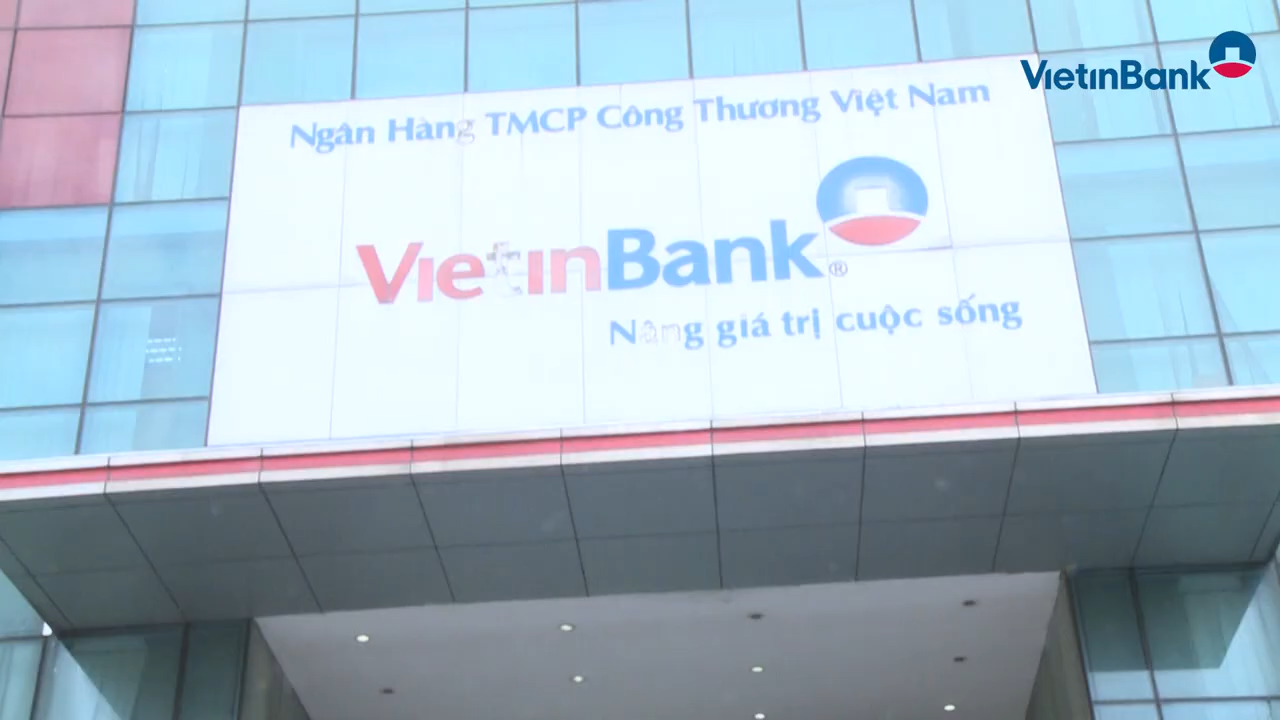 VietinBank
Ngân Hàng TMCP Công Thương Việt Nam
VietinBank®
Nâng giá trị cuộc sống